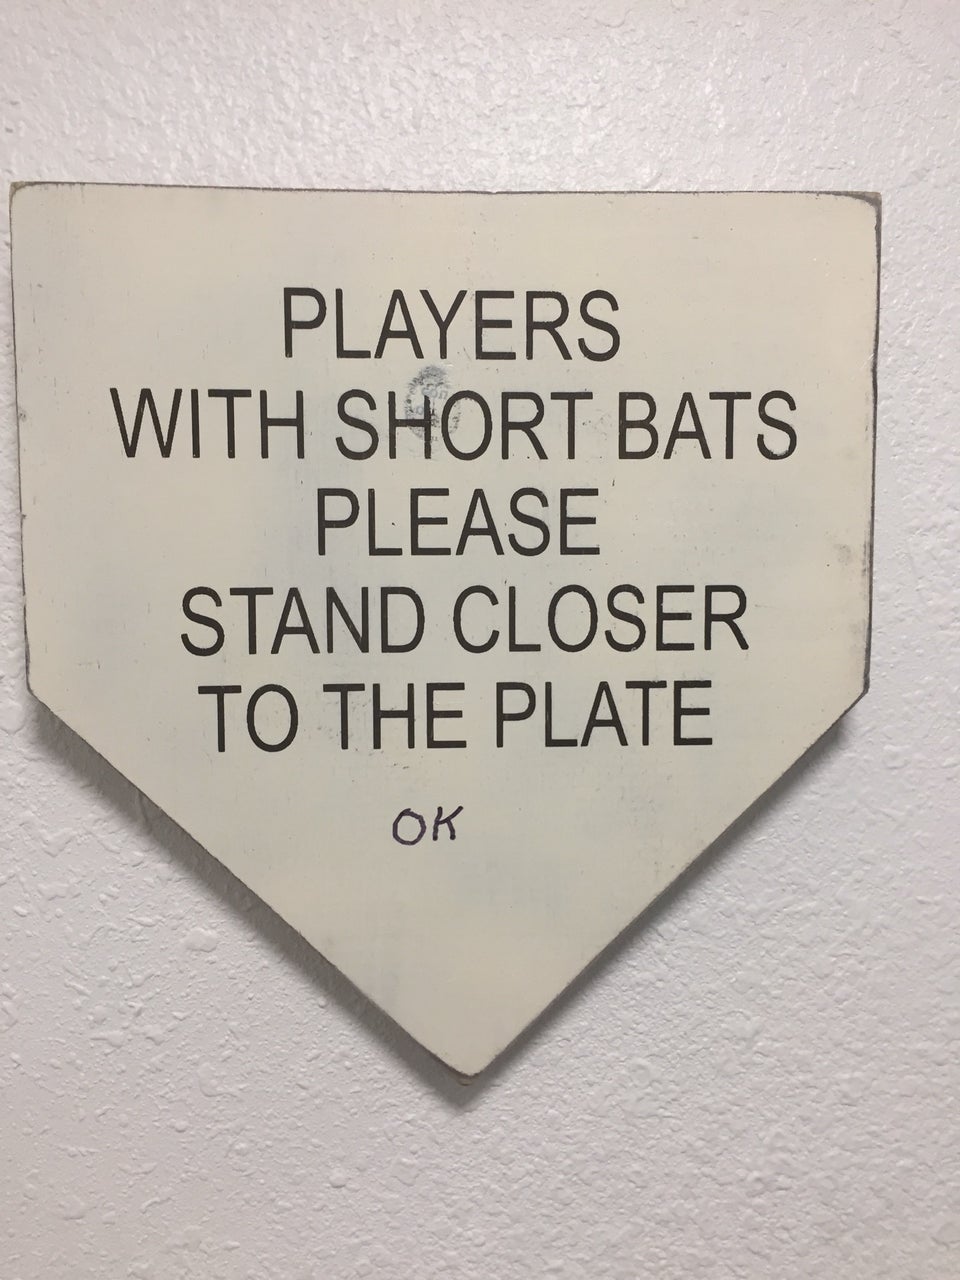 PLAYERS
WITH SHORT BATS
PLEASE
STAND CLOSER
TO THE PLATE
OK